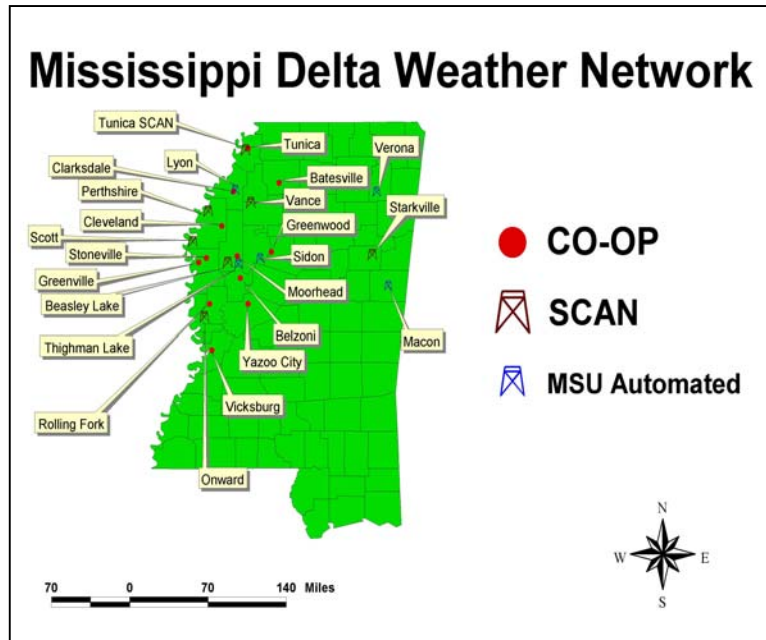 Mississippi Delta Weather Network
Tunica SCAN
Tunica
Verona
Lyon
Clarksdale
Batesville
Perthshire
Vance
Starkville
Cleveland
Greenwood
Scott
Stoneville
Sidon
Greenville
Moorhead
Beasley Lake
Belzoni
Macon
Thighman Lake
Yazoo City
Vicksburg
Rolling Fork
Onward
CO-OP
SCAN
MSU Automated
N
W
E
S
70 0 70 140 Miles